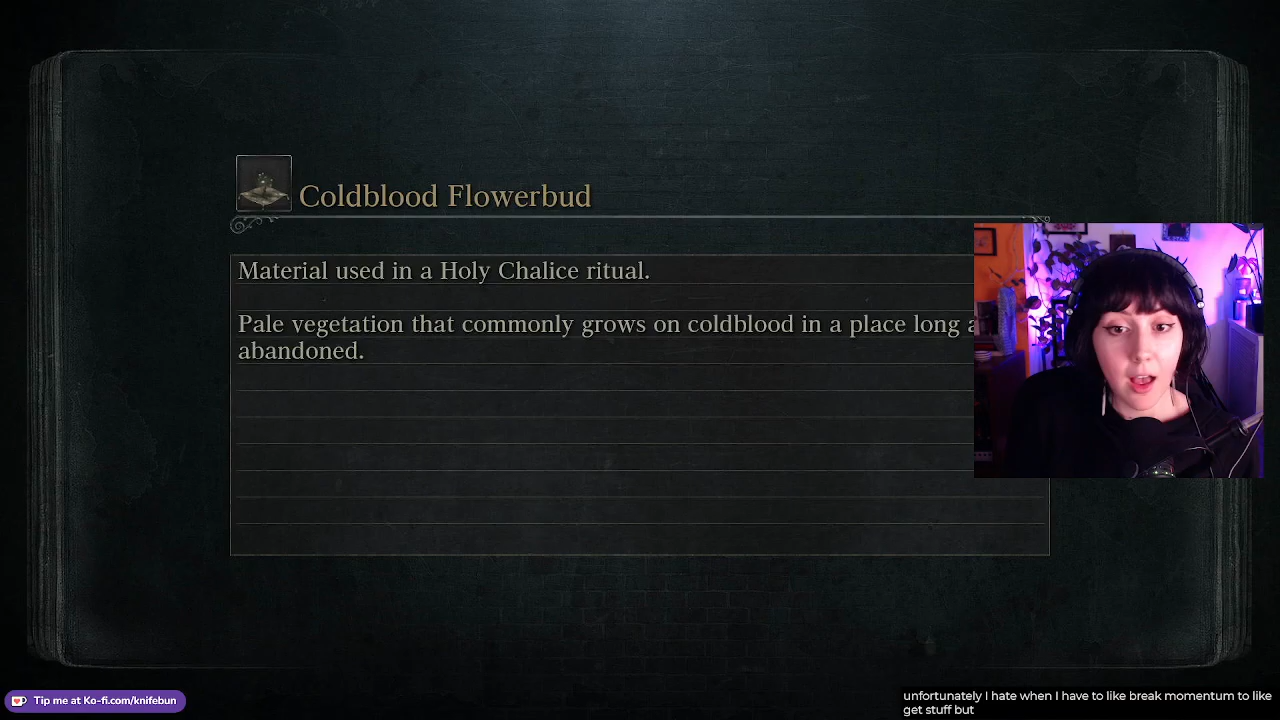 Coldblood Flowerbud
Material used in a Holy Chalice ritual.
Pale vegetation that commonly grows on coldblood in a place long
abandoned.
Tip me at Ko-fi.com/knifebun
unfortunately I hate when I have to like break momentum to like
get stuff but